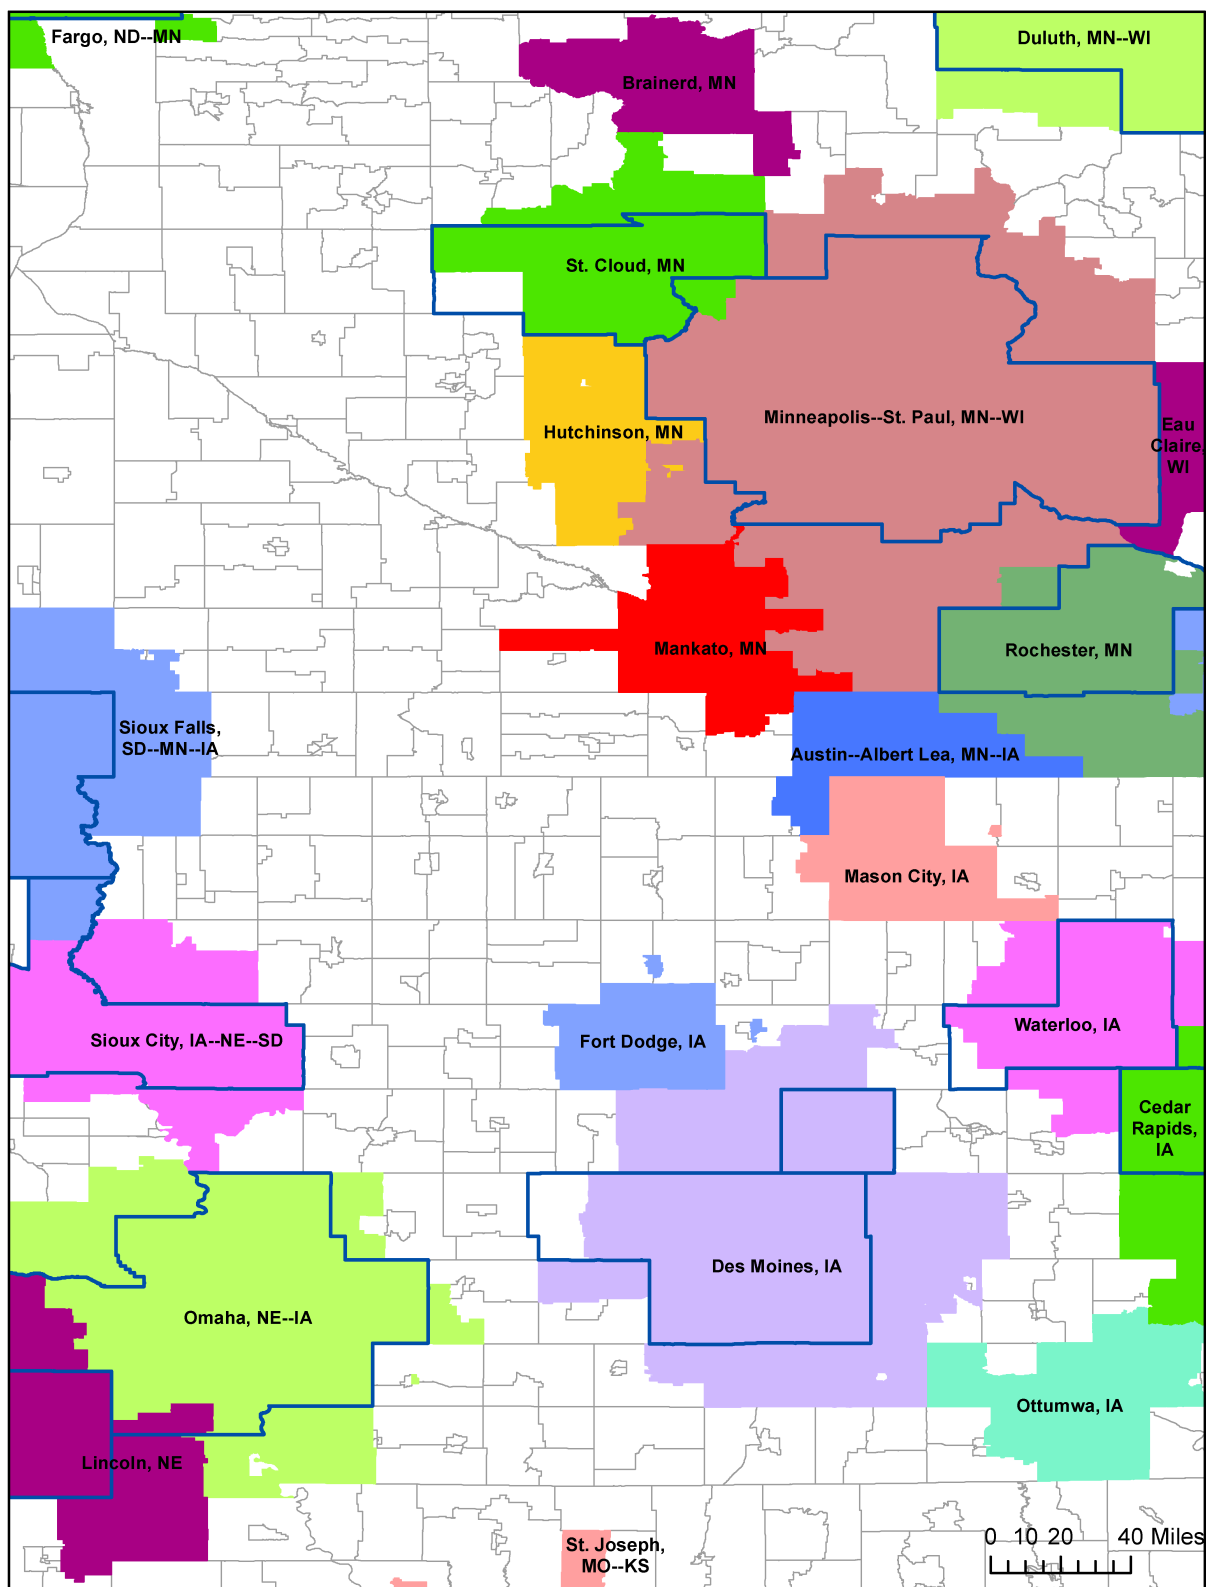 Fargo, ND--MN
Duluth, MN--WI
Brainerd, MN
St. Cloud, MN
Minneapolis--St. Paul, MN--WI
Hutchinson, MN
Eau
Claire,
WI
Mankato, MN
Rochester, MN
Sioux Falls,
SD--MN--IA
Austin--Albert Lea, MN--IA
Mason City, IA
Waterloo, IA
Sioux City, IA--NE--SD
Fort Dodge, IA
Cedar
Rapids,
IA
Des Moines, IA
Omaha, NE--IA
Ottumwa, IA
Lincoln, NE
St. Joseph,
MO--KS
0 10 20 40 Miles